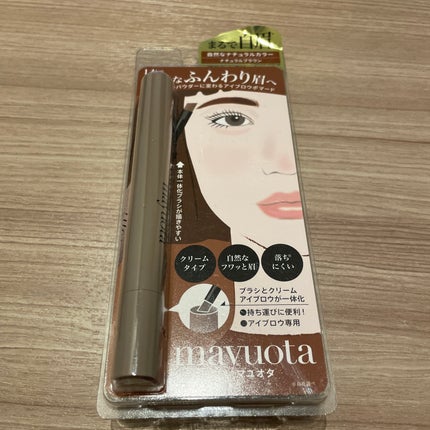 まるで自眉
自然なナチュラルカラー
ナチュラルブラウン
なふんわり眉へ
パウダーに変わるアイブロウポマード
本体一体化ブラシが描きやすい
mayuota
クリーム
タイプ
自然な
フワッと眉
落ち
にくい
ブラシとクリーム
アイブロウが一体化
●持ち運びに便利!
●アイブロウ専用
mayuota
マユオタ